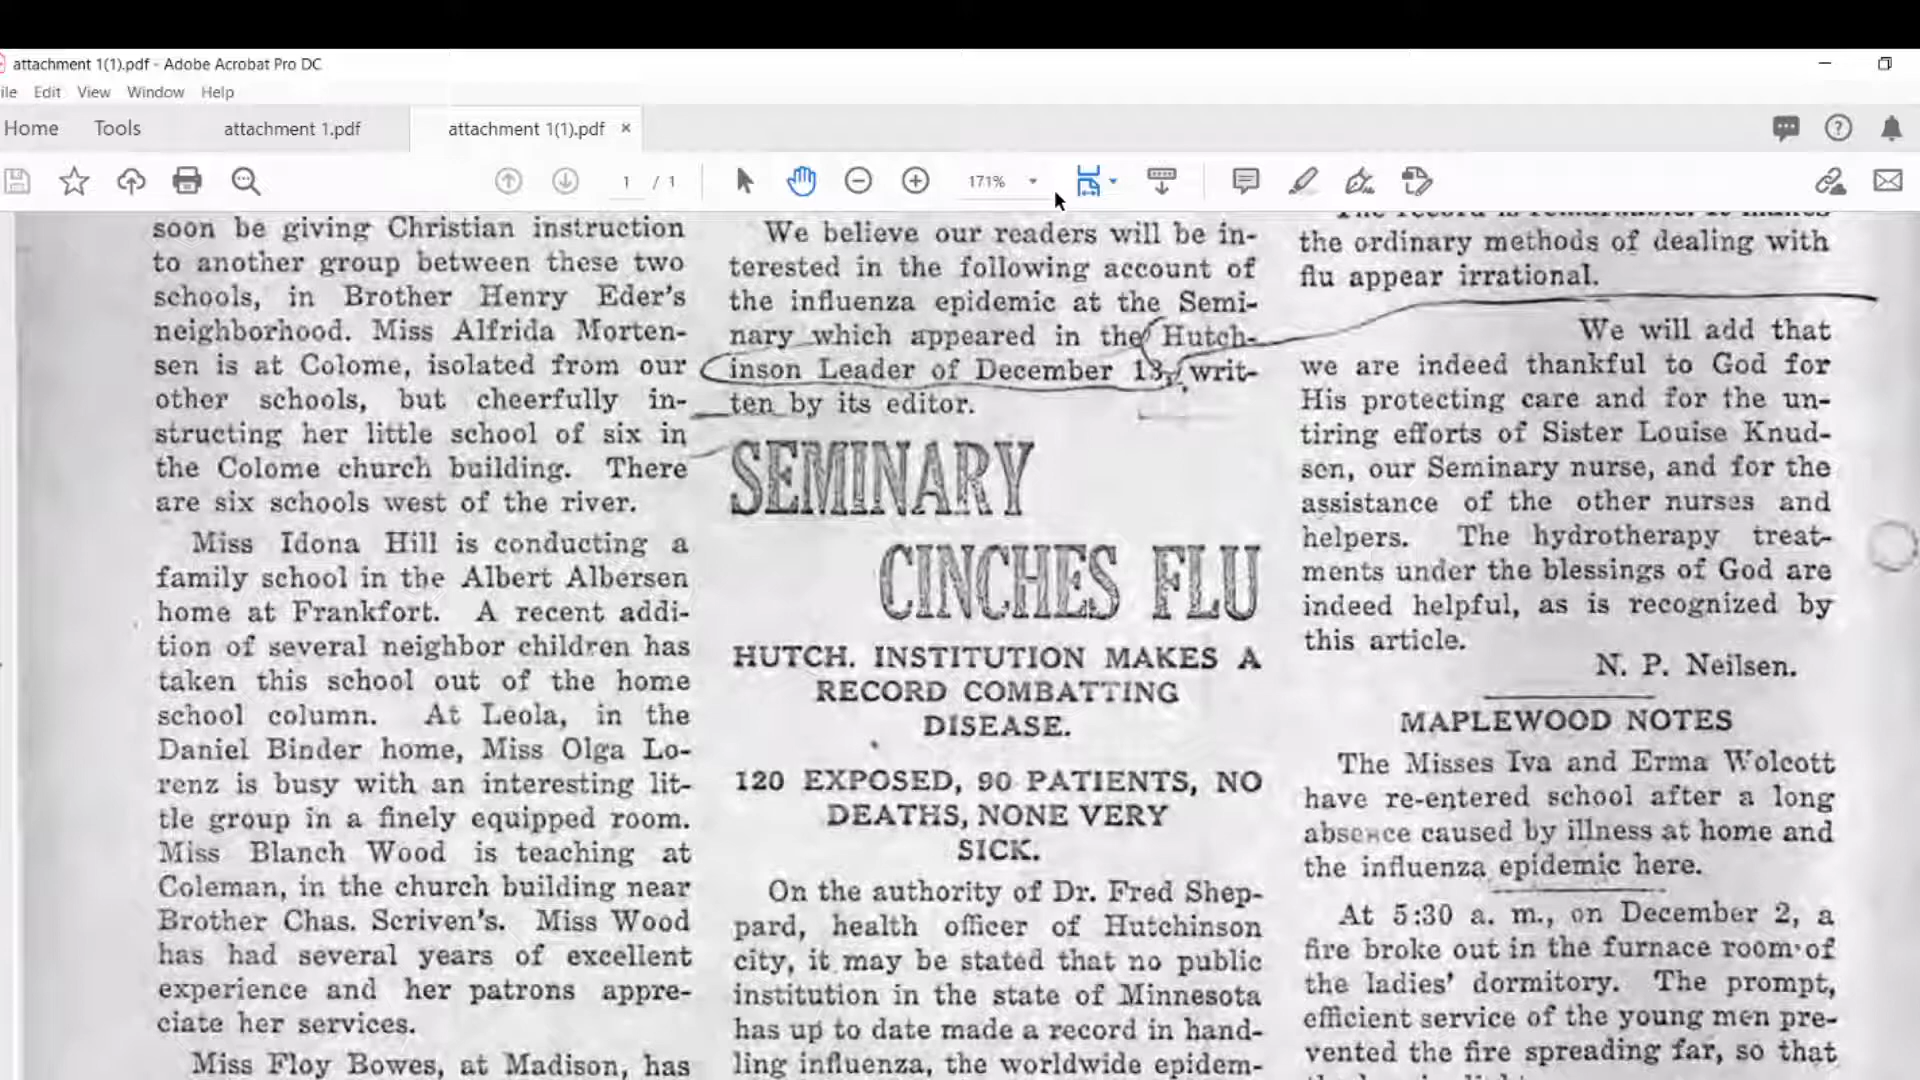 attachment 1(1).pdf - Adobe Acrobat Pro DC
ile Edit View Window Help
Home Tools attachment 1.pdf attachment 1(1).pdf ×
1 / 1 171%
soon be giving Christian instruction
to another group between these two
schools, in Brother Henry Eder's
neighborhood. Miss Alfrida Morten-
sen is at Colome, isolated from our
other schools, but cheerfully in-
structing her little school of six in
the Colome church building. There
are six schools west of the river.
Miss Idona Hill is conducting a
family school in the Albert Albersen
home at Frankfort. A recent addi-
tion of several neighbor children has
taken this school out of the home
school column. At Leola, in the
Daniel Binder home, Miss Olga Lo-
renz is busy with an interesting lit-
tle group in a finely equipped room.
Miss Blanch Wood is teaching at
Coleman, in the church building near
Brother Chas. Scriven's. Miss Wood
has had several years of excellent
experience and her patrons appre-
ciate her services.
Miss Floy Bowes, at Madison, has
We believe our readers will be in-
terested in the following account of
the influenza epidemic at the Semi-
nary which appeared in the Hutch-
inson Leader of December 13, writ-
ten by its editor.
SEMINARY
CINCHES FLU
HUTCH. INSTITUTION MAKES A
RECORD COMBATTING
DISEASE.
120 EXPOSED, 90 PATIENTS, NO
DEATHS, NONE VERY
SICK.
On the authority of Dr. Fred Shep-
pard, health officer of Hutchinson
city, it may be stated that no public
institution in the state of Minnesota
has up to date made a record in hand-
ling influenza, the worldwide epidem-
The record is remarkable. It makes
the ordinary methods of dealing with
flu appear irrational.
We will add that
we are indeed thankful to God for
His protecting care and for the un-
tiring efforts of Sister Louise Knud-
sen, our Seminary nurse, and for the
assistance of the other nurses and
helpers. The hydrotherapy treat-
ments under the blessings of God are
indeed helpful, as is recognized by
this article.
N. P. Neilsen.
MAPLEWOOD NOTES
The Misses Iva and Erma Wolcott
have re-entered school after a long
absence caused by illness at home and
the influenza epidemic here.
At 5:30 a. m., on December 2, a
fire broke out in the furnace room of
the ladies' dormitory. The prompt,
efficient service of the young men pre-
vented the fire spreading far, so that